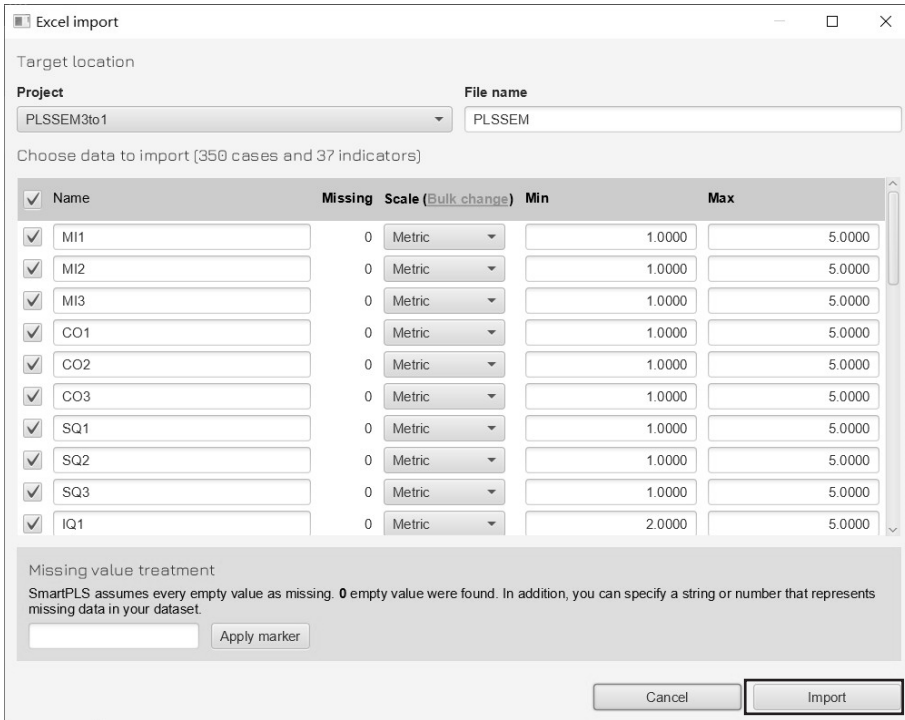 Excel import
Target location
Project File name
PLSSEM3to1 PLSSEM
Choose data to import (350 cases and 37 indicators)
Name Missing Scale (Bulk change) Min Max
MI1 0 Metric 1.0000 5.0000
MI2 0 Metric 1.0000 5.0000
MI3 0 Metric 1.0000 5.0000
CO1 0 Metric 1.0000 5.0000
CO2 0 Metric 1.0000 5.0000
CO3 0 Metric 1.0000 5.0000
SQ1 0 Metric 1.0000 5.0000
SQ2 0 Metric 1.0000 5.0000
SQ3 0 Metric 1.0000 5.0000
IQ1 0 Metric 2.0000 5.0000
Missing value treatment
SmartPLS assumes every empty value as missing. 0 empty value were found. In addition, you can specify a string or number that represents
missing data in your dataset.
Apply marker
Cancel Import